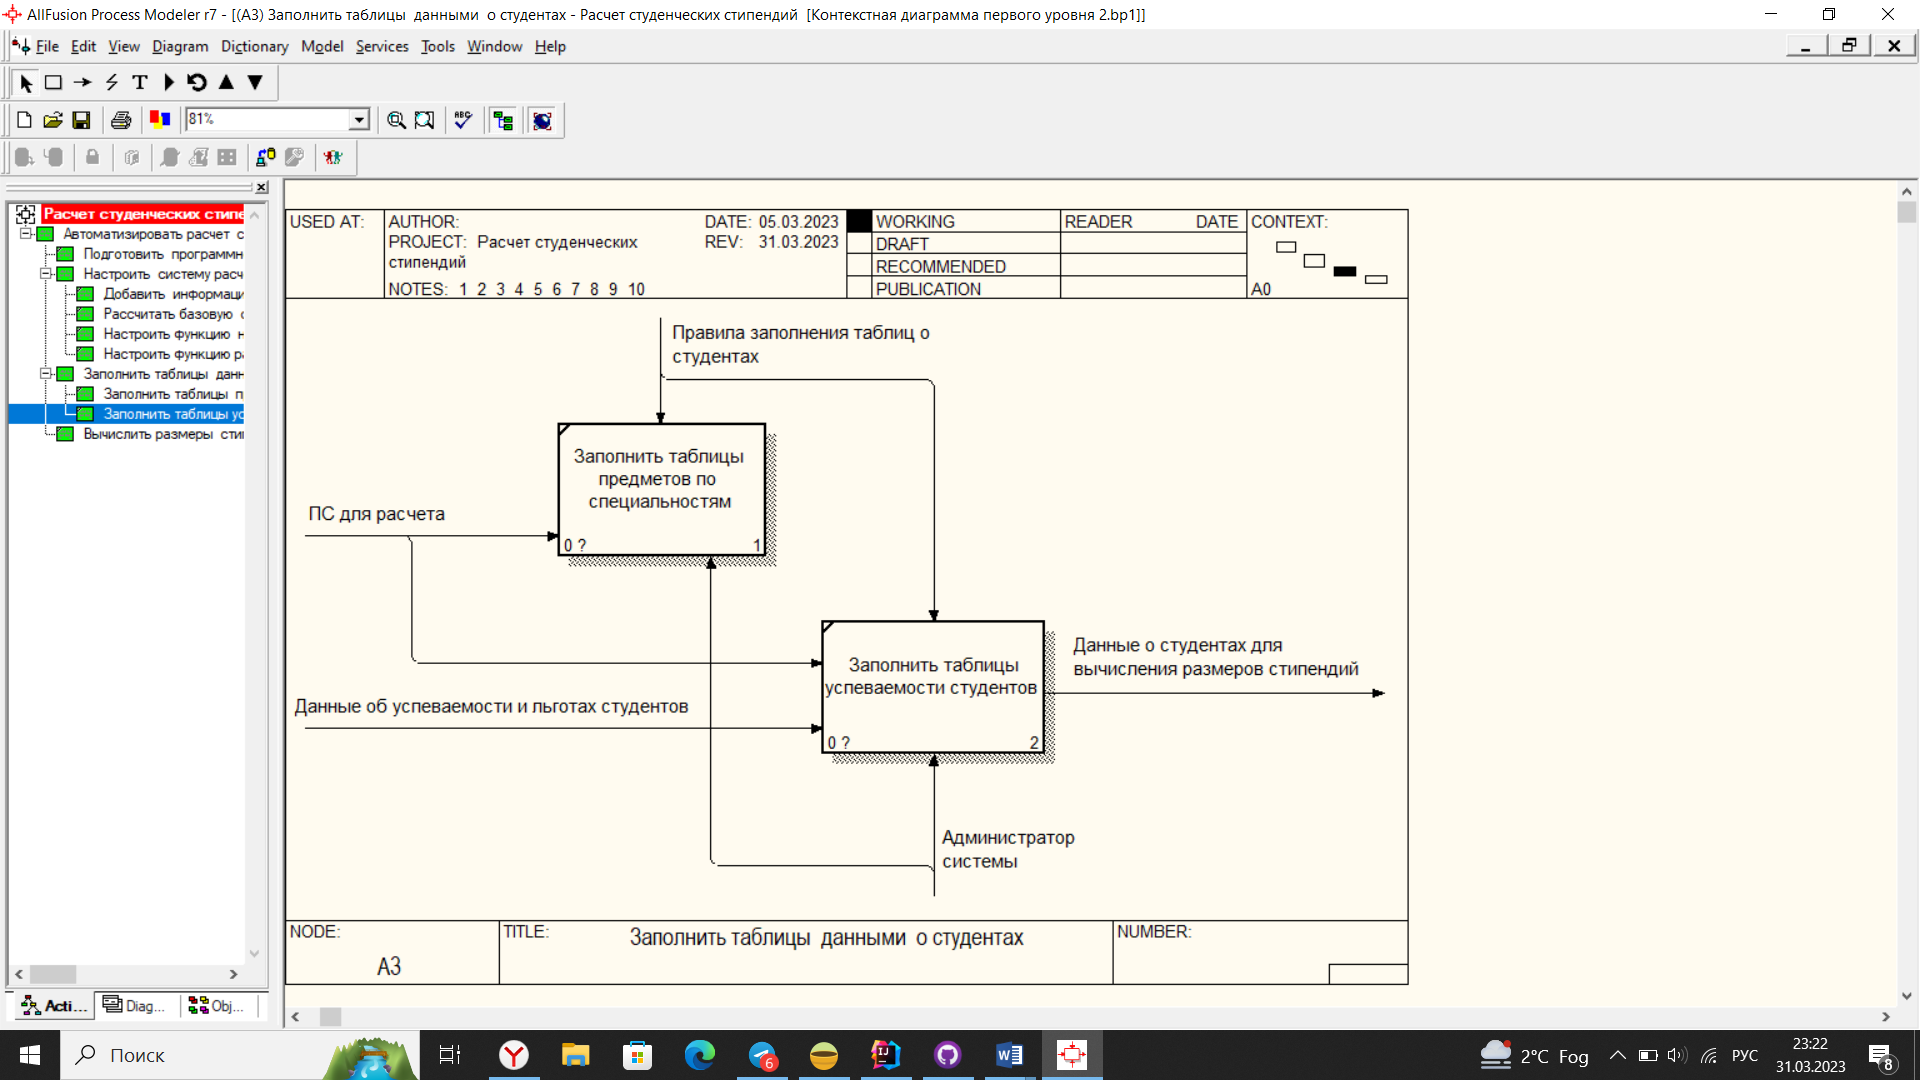 AllFusion Process Modeler r7 - [(A3) Заполнить таблицы  данными  о студентах - Расчет студенческих стипендий  [Контекстная диаграмма первого уровня 2.bp1]]
File Edit View Diagram Dictionary Model Services Tools Window Help
81%
Расчет студенческих стипе
Автоматизировать расчет с
Подготовить программн
Настроить систему расч
Добавить информаци
Рассчитать базовую с
Настроить функцию н
Настроить функцию ра
Заполнить таблицы данн
Заполнить таблицы п
Заполнить таблицы ус
Вычислить размеры сти
Acti... Diag... Obj...
USED AT:
AUTHOR: DATE: 05.03.2023
PROJECT: Расчет студенческих REV: 31.03.2023
стипендий
NOTES: 1 2 3 4 5 6 7 8 9 10
WORKING
DRAFT
RECOMMENDED
PUBLICATION
READER DATE
CONTEXT:
A0
Правила заполнения таблиц о
студентах
Заполнить таблицы
предметов по
специальностям
0 ? 1
ПС для расчета
Заполнить таблицы
успеваемости студентов
0 ? 2
Данные о студентах для
вычисления размеров стипендий
Данные об успеваемости и льготах студентов
Администратор
системы
NODE: TITLE: Заполнить таблицы данными о студентах NUMBER:
A3
Поиск
6
2°C Fog
РУС
23:22
31.03.2023
8